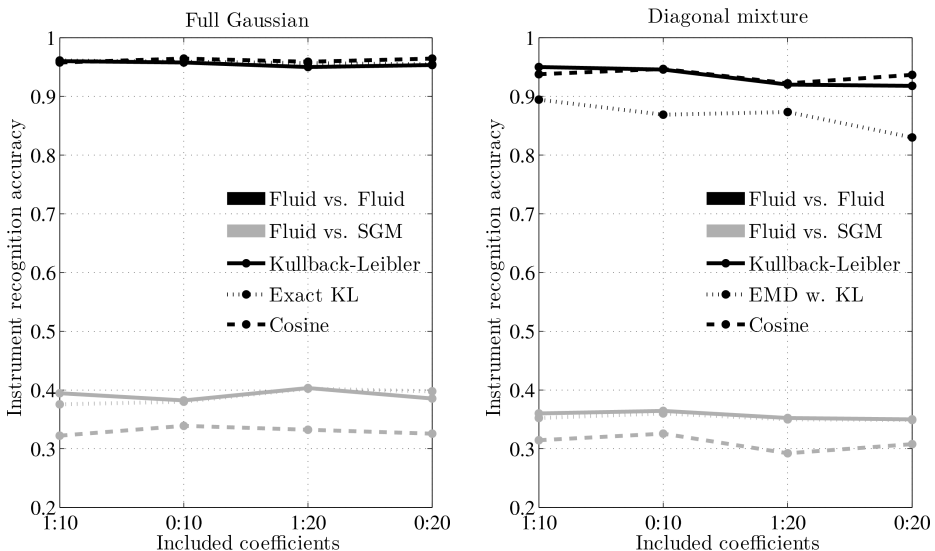 Full Gaussian
Instrument recognition accuracy
1
0.9
0.8
0.7
0.6
0.5
0.4
0.3
0.2
Fluid vs. Fluid
Fluid vs. SGM
Kullback-Leibler
Exact KL
Cosine
1:10 0:10 1:20 0:20
Included coefficients
Diagonal mixture
Instrument recognition accuracy
1
0.9
0.8
0.7
0.6
0.5
0.4
0.3
0.2
Fluid vs. Fluid
Fluid vs. SGM
Kullback-Leibler
EMD w. KL
Cosine
1:10 0:10 1:20 0:20
Included coefficients